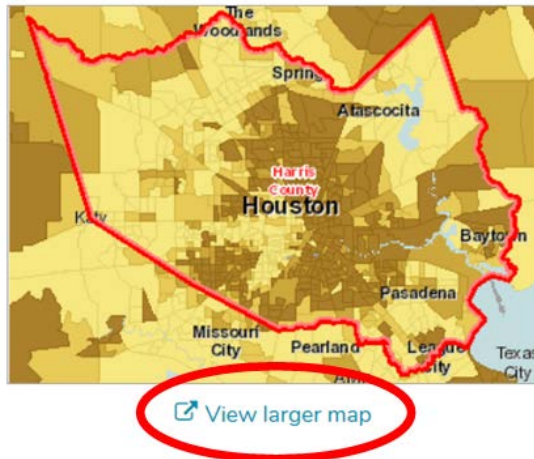 The
Woodlands
Spring
Atascocita
Harris
County
Houston
Katy
Baytown
Pasadena
Missouri
City
Pearland
League
City
Texas
City
View larger map